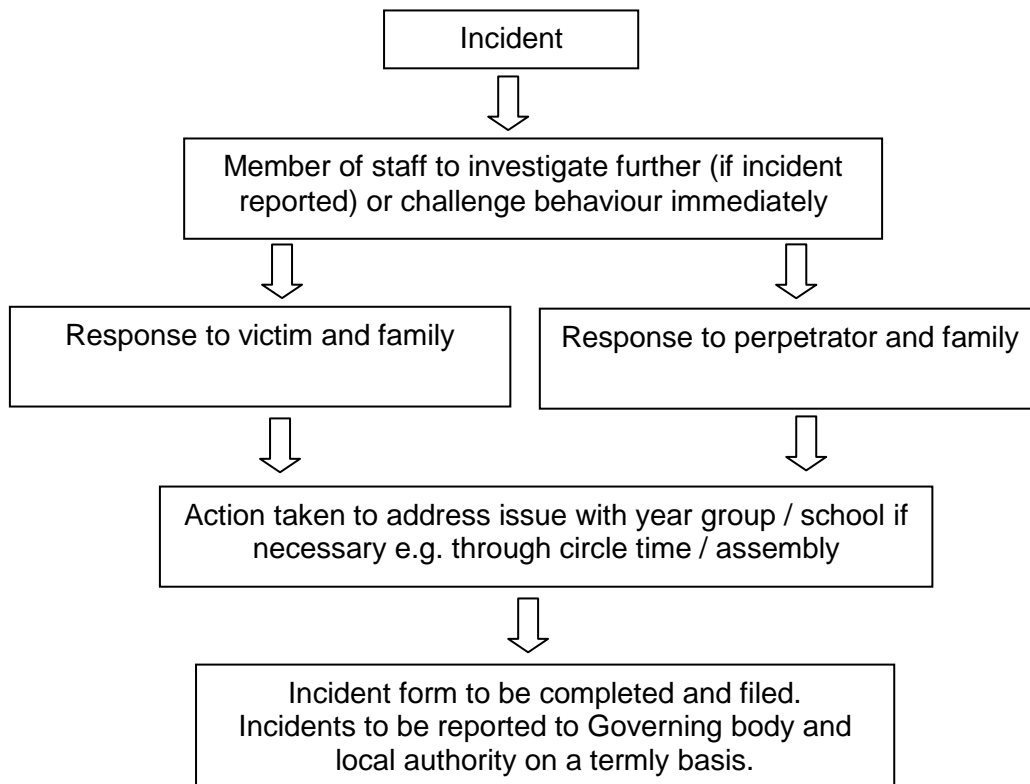 Incident
Member of staff to investigate further (if incident
reported) or challenge behaviour immediately
Response to victim and family
Response to perpetrator and family
Action taken to address issue with year group / school if
necessary e.g. through circle time / assembly
Incident form to be completed and filed.
Incidents to be reported to Governing body and
local authority on a termly basis.